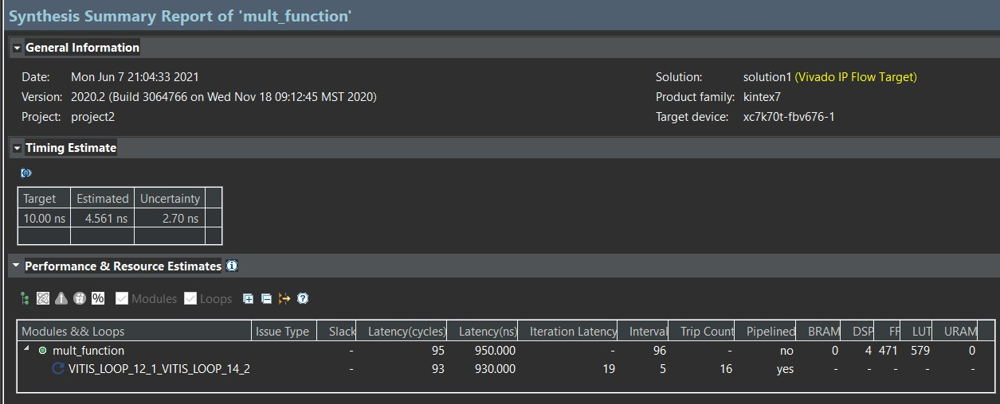 Synthesis Summary Report of 'mult_function'
General Information
Date: Mon Jun 7 21:04:33 2021 Solution: solution1 (Vivado IP Flow Target)
Version: 2020.2 (Build 3064766 on Wed Nov 18 09:12:45 MST 2020) Product family: kintex7
Project: project2 Target device: xc7k70t-fbv676-1
Timing Estimate
Target Estimated Uncertainty
10.00 ns 4.561 ns 2.70 ns
Performance & Resource Estimates
% Modules Loops
Modules && Loops Issue Type Slack Latency(cycles) Latency(ns) Iteration Latency Interval Trip Count Pipelined BRAM DSP FF LUT URAM
mult_function - 95 950.000 - 96 - no 0 4 471 579 0
VITIS_LOOP_12_1_VITIS_LOOP_14_2 - 93 930.000 19 5 16 yes - - - - -